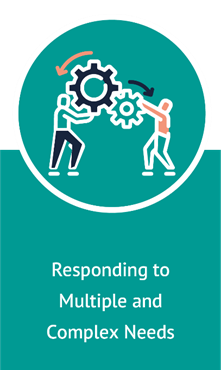 Responding to
Multiple and
Complex Needs